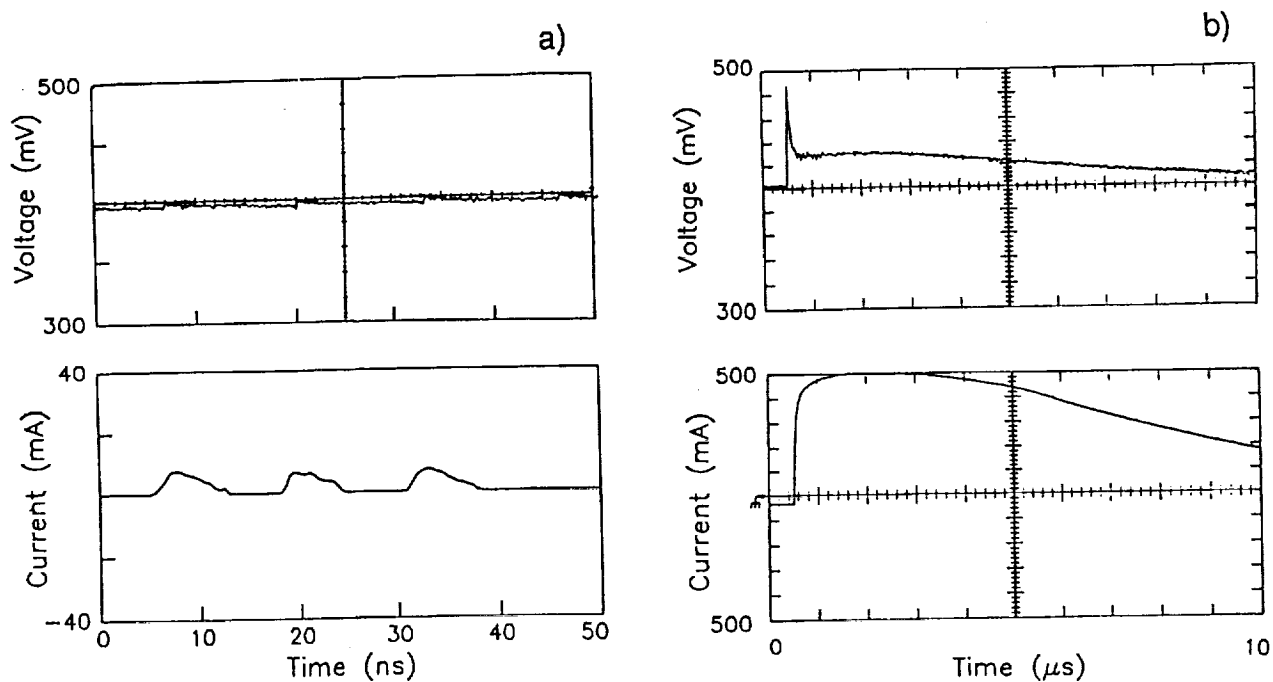 a)
500
Voltage (mV)
300
40
Current (mA)
−40
0 10 20 30 40 50
Time (ns)
b)
500
Voltage (mV)
300
500
Current (mA)
500
0 10
Time (μs)